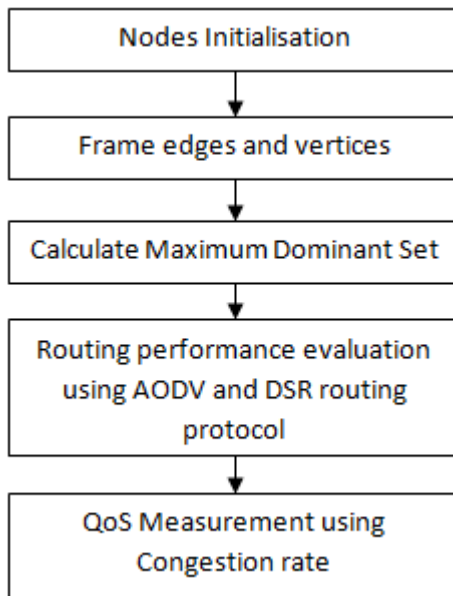 Nodes Initialisation
Frame edges and vertices
Calculate Maximum Dominant Set
Routing performance evaluation
using AODV and DSR routing
protocol
QoS Measurement using
Congestion rate